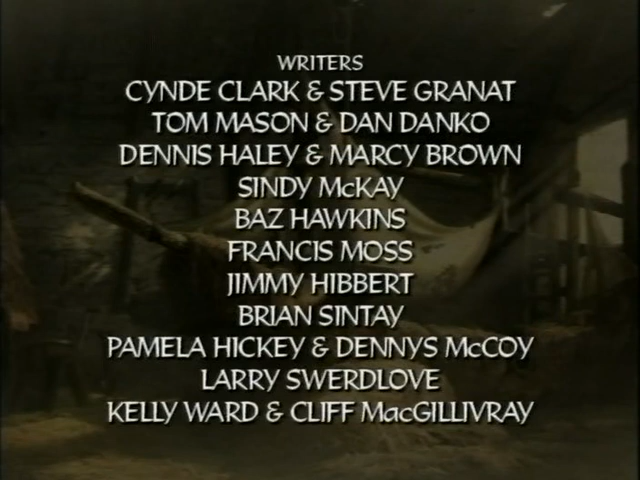 WRITERS
CYNDE CLARK & STEVE GRANAT
TOM MASON & DAN DANKO
DENNIS HALEY & MARCY BROWN
SINDY McKAY
BAZ HAWKINS
FRANCIS MOSS
JIMMY HIBBERT
BRIAN SINTAY
PAMELA HICKEY & DENNYS McCOY
LARRY SWERDLOVE
KELLY WARD & CLIFF MacGILLIVRAY